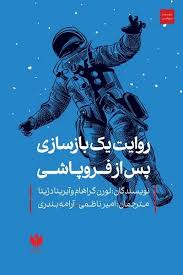 روایت یک بازسازی
پس از فروپاشی
نویسندگان: لورن گراهام و آیرینا دژینا
مترجمان: امیر ناظمی - آرامه بندری